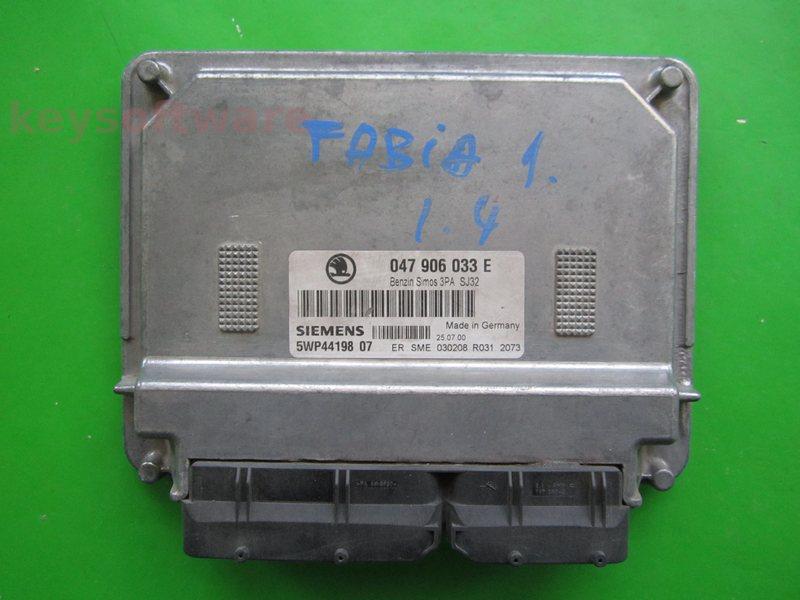 keysoftware
FABiA 1.
1.4
047 906 033 E
Benzin Simos 3PA SJ32
Made in Germany
SIEMENS
25.07.00
5WP44198 07 ER SME 030208 R031 2073